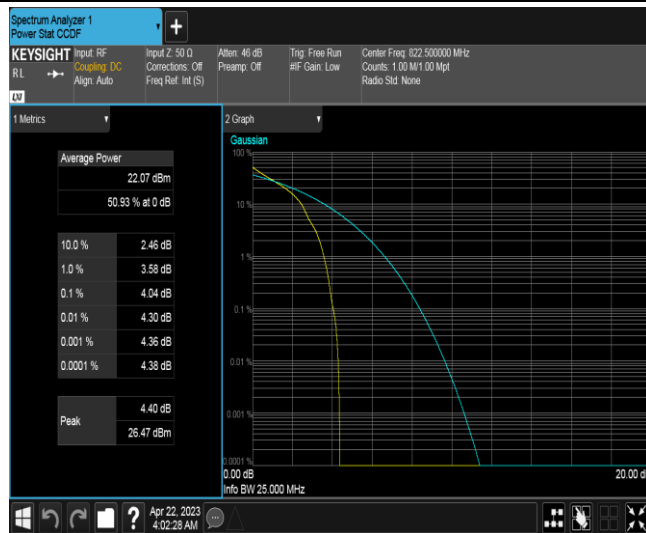 Spectrum Analyzer 1
Power Stat CCDF
+
KEYSIGHT
RL
LXI
Input: RF
Coupling: DC
Align: Auto
Input Z: 50 Ω
Corrections: Off
Freq Ref: Int (S)
Atten: 46 dB
Preamp: Off
Trig: Free Run
#IF Gain: Low
Center Freq: 822.500000 MHz
Counts: 1.00 M/1.00 Mpt
Radio Std: None
1 Metrics
Average Power
22.07 dBm
50.93 % at 0 dB
10.0 % 2.46 dB
1.0 % 3.58 dB
0.1 % 4.04 dB
0.01 % 4.30 dB
0.001 % 4.36 dB
0.0001 % 4.38 dB
Peak
4.40 dB
26.47 dBm
2 Graph
Gaussian
100 %
10 %
1 %
0.1 %
0.01 %
0.001 %
0.0001 %
0.00 dB
20.00 d
Info BW 25.000 MHz
?
Apr 22, 2023
4:02:28 AM